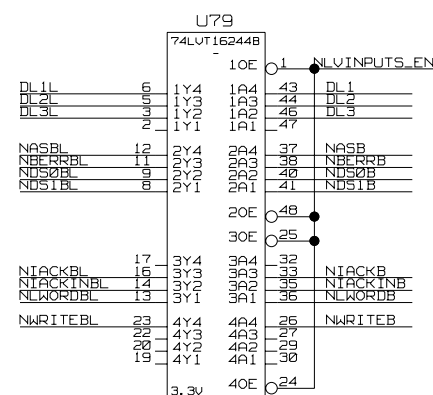 U79
74LVT16244B
-
1OE 1 NLVINPUTS_EN
DL1L 6 1Y4 1A4 43 DL1
DL2L 5 1Y3 1A3 44 DL2
DL3L 3 1Y2 1A2 46 DL3
2 1Y1 1A1 47
NASBL 12 2Y4 2A4 37 NASB
NBERRBL 11 2Y3 2A3 38 NBERRB
NDS0BL 9 2Y2 2A2 40 NDS0B
NDS1BL 8 2Y1 2A1 41 NDS1B
2OE 48
3OE 25
17 3Y4 3A4 32
NIACKBL 16 3Y3 3A3 33 NIACKB
NIACKINBL 14 3Y2 3A2 35 NIACKINB
NLWORDBL 13 3Y1 3A1 36 NLWORDB
NWRITEBL 23 4Y4 4A4 26 NWRITEB
22 4Y3 4A3 27
20 4Y2 4A2 29
19 4Y1 4A1 30
4OE 24
3.3V